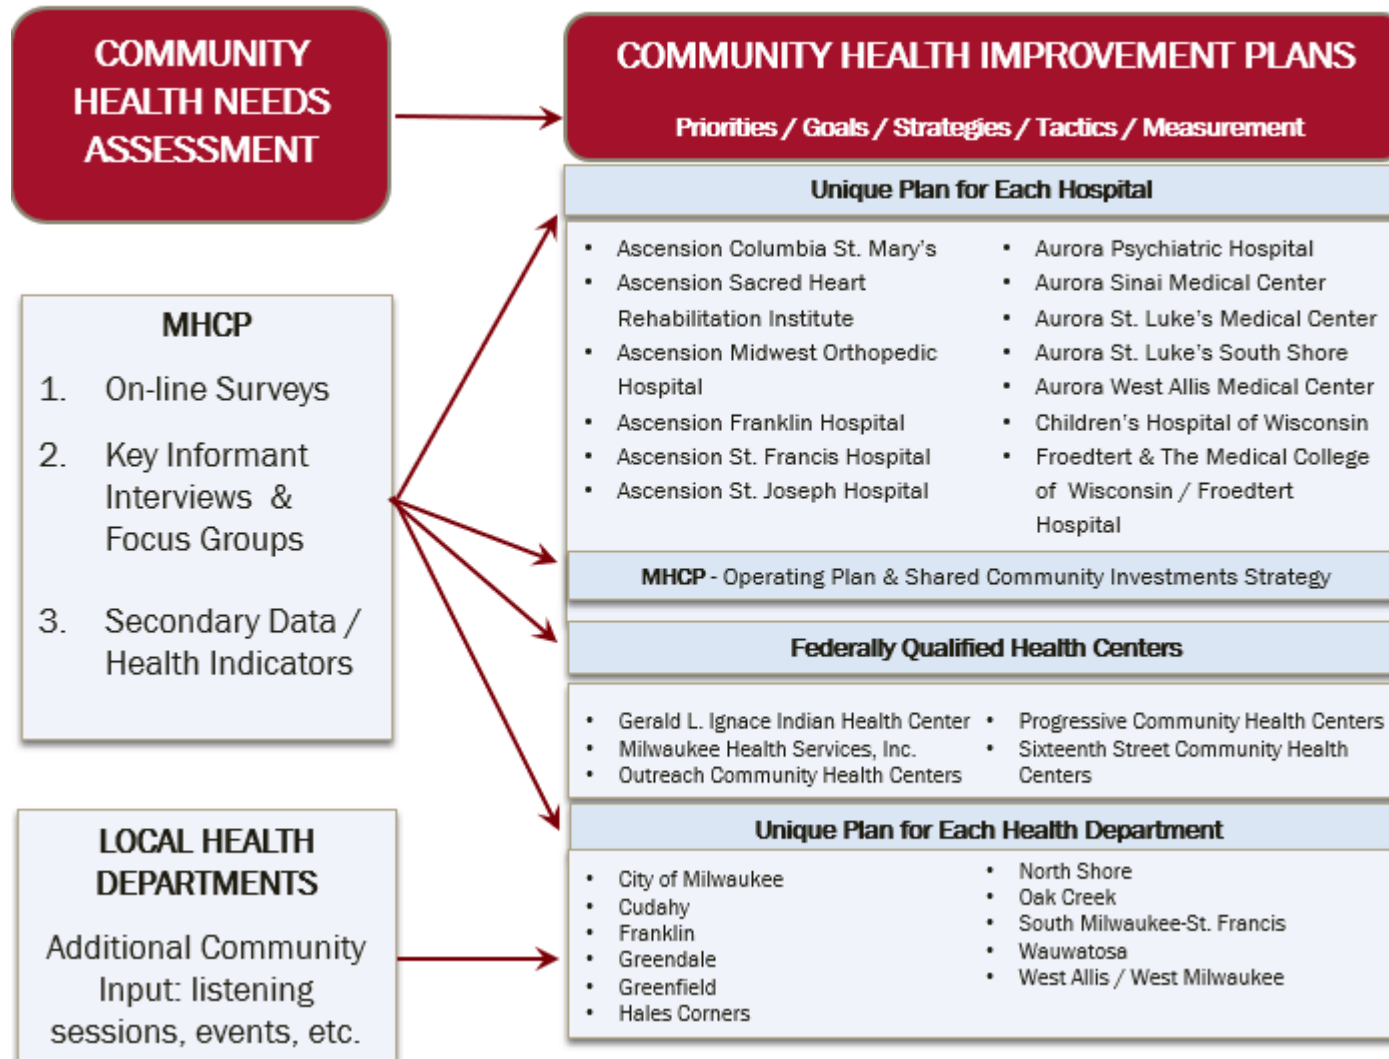 COMMUNITY
HEALTH NEEDS
ASSESSMENT
COMMUNITY HEALTH IMPROVEMENT PLANS
Priorities / Goals / Strategies / Tactics / Measurement
MHCP
1. On-line Surveys
2. Key Informant
Interviews &
Focus Groups
3. Secondary Data /
Health Indicators
LOCAL HEALTH
DEPARTMENTS
Additional Community
Input: listening
sessions, events, etc.
Unique Plan for Each Hospital
• Ascension Columbia St. Mary's
• Ascension Sacred Heart
Rehabilitation Institute
• Ascension Midwest Orthopedic
Hospital
• Ascension Franklin Hospital
• Ascension St. Francis Hospital
• Ascension St. Joseph Hospital
• Aurora Psychiatric Hospital
• Aurora Sinai Medical Center
• Aurora St. Luke's Medical Center
• Aurora St. Luke's South Shore
• Aurora West Allis Medical Center
• Children's Hospital of Wisconsin
• Froedtert & The Medical College
of Wisconsin / Froedtert
Hospital
MHCP - Operating Plan & Shared Community Investments Strategy
Federally Qualified Health Centers
• Gerald L. Ignace Indian Health Center
• Milwaukee Health Services, Inc.
• Outreach Community Health Centers
• Progressive Community Health Centers
• Sixteenth Street Community Health
Centers
Unique Plan for Each Health Department
• City of Milwaukee
• Cudahy
• Franklin
• Greendale
• Greenfield
• Hales Corners
• North Shore
• Oak Creek
• South Milwaukee-St. Francis
• Wauwatosa
• West Allis / West Milwaukee